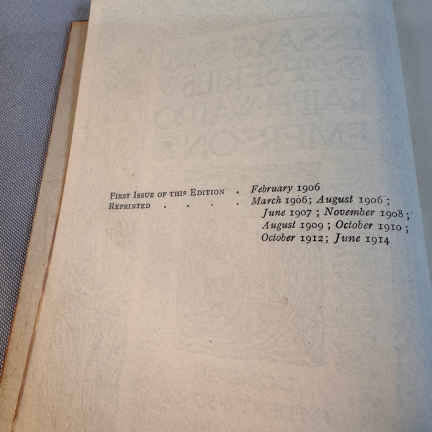 First Issue of this Edition . February 1906
Reprinted . . . . March 1906; August 1906;
June 1907; November 1908;
August 1909; October 1910;
October 1912; June 1914